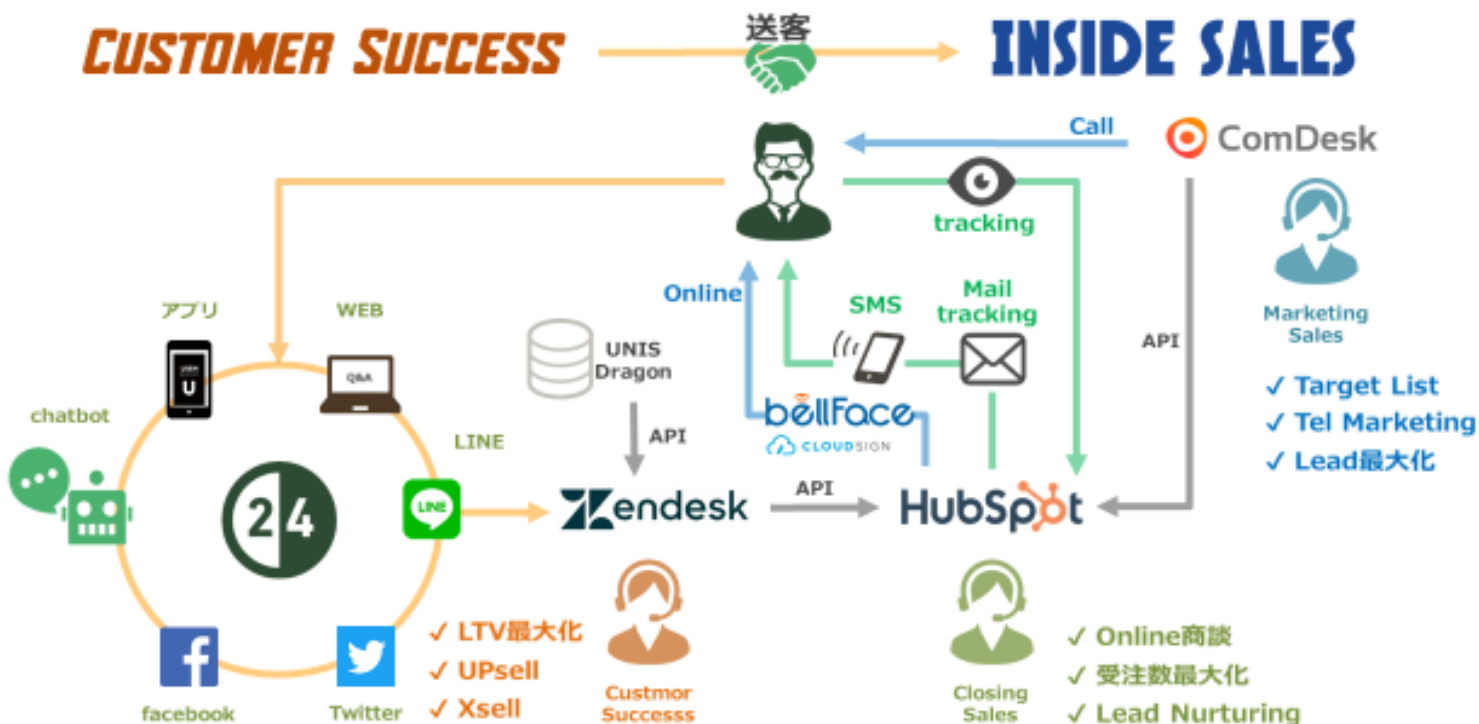 CUSTOMER SUCCESS
送客
INSIDE SALES
Call
ComDesk
tracking
Online
SMS
Mail
tracking
Marketing
Sales
API
アプリ
WEB
UNIS
Dragon
U
Q&A
chatbot
bellFace
CLOUDSIGN
✓ Target List
✓ Tel Marketing
✓ Lead最大化
LINE
API
24
LINE
Zendesk
API
HubSpot
✓ LTV最大化
✓ UPsell
✓ Xsell
Custmor
Successs
Closing
Sales
✓ Online商談
✓ 受注数最大化
✓ Lead Nurturing
facebook
Twitter